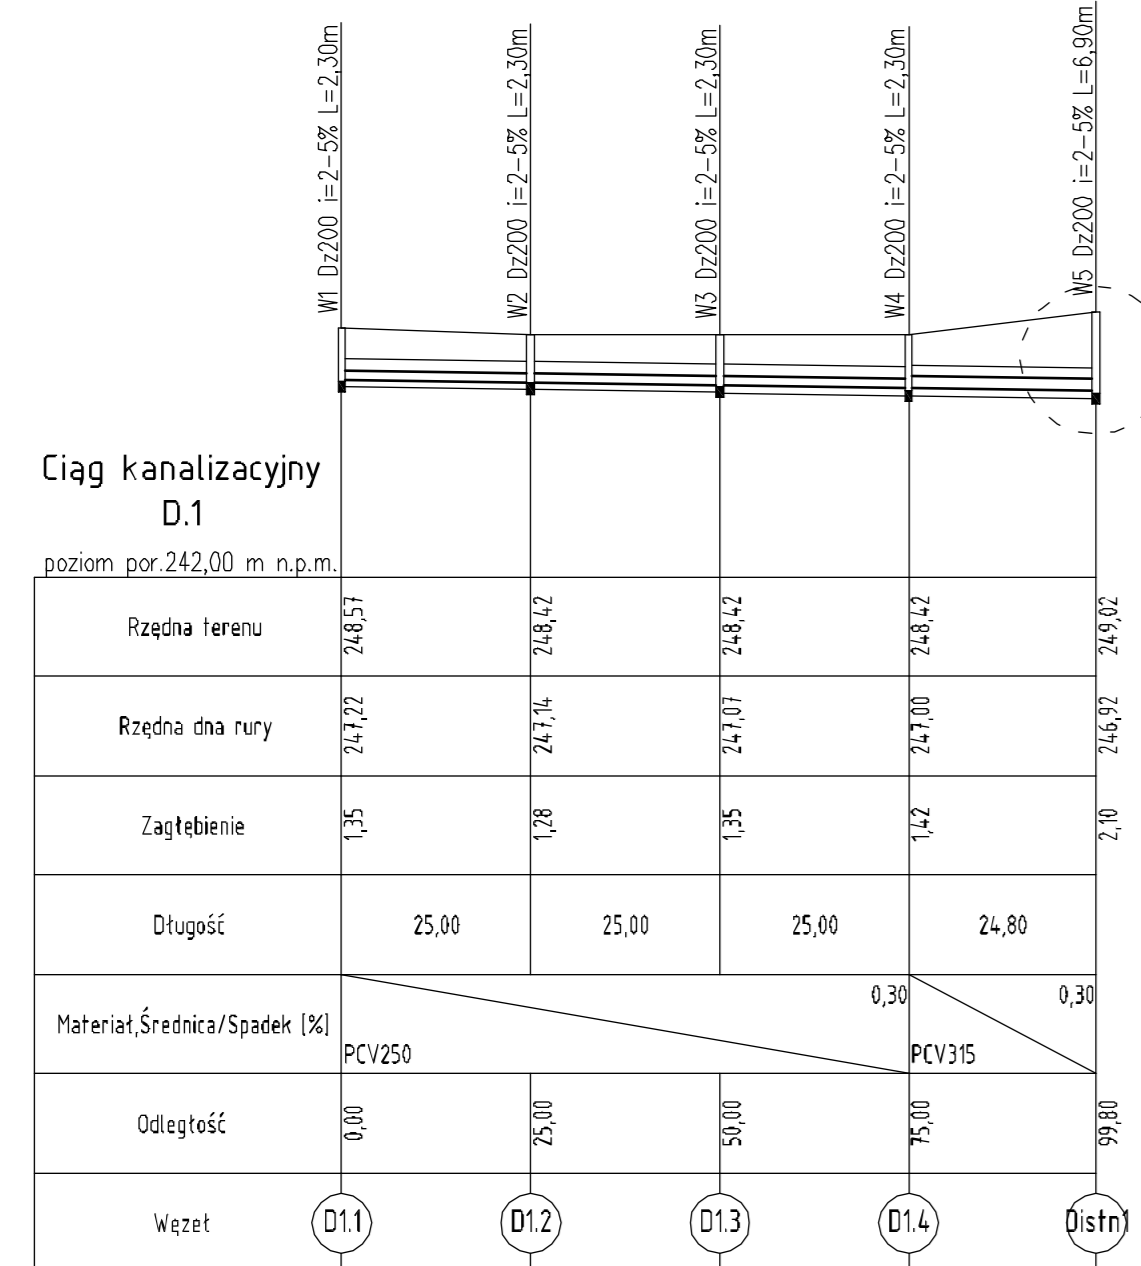 W1 Dz200 i=2-5% L=2,30m
W2 Dz200 i=2-5% L=2,30m
W3 Dz200 i=2-5% L=2,30m
W4 Dz200 i=2-5% L=2,30m
W5 Dz200 i=2-5% L=6,90m
Ciąg kanalizacyjny
D.1
poziom por.242,00 m n.p.m.
Rzędna terenu 248,57 248,42 248,42 248,42 249,02
Rzędna dna rury 247,22 247,14 247,07 247,00 246,92
Zagłębienie 1,35 1,28 1,35 1,42 2,10
Długość 25,00 25,00 25,00 24,80
Materiał,Średnica/Spadek [%] PCV250 0,30 PCV315 0,30
Odległość 0,00 25,00 50,00 75,00 99,80
Węzeł D1.1 D1.2 D1.3 D1.4 Distn1